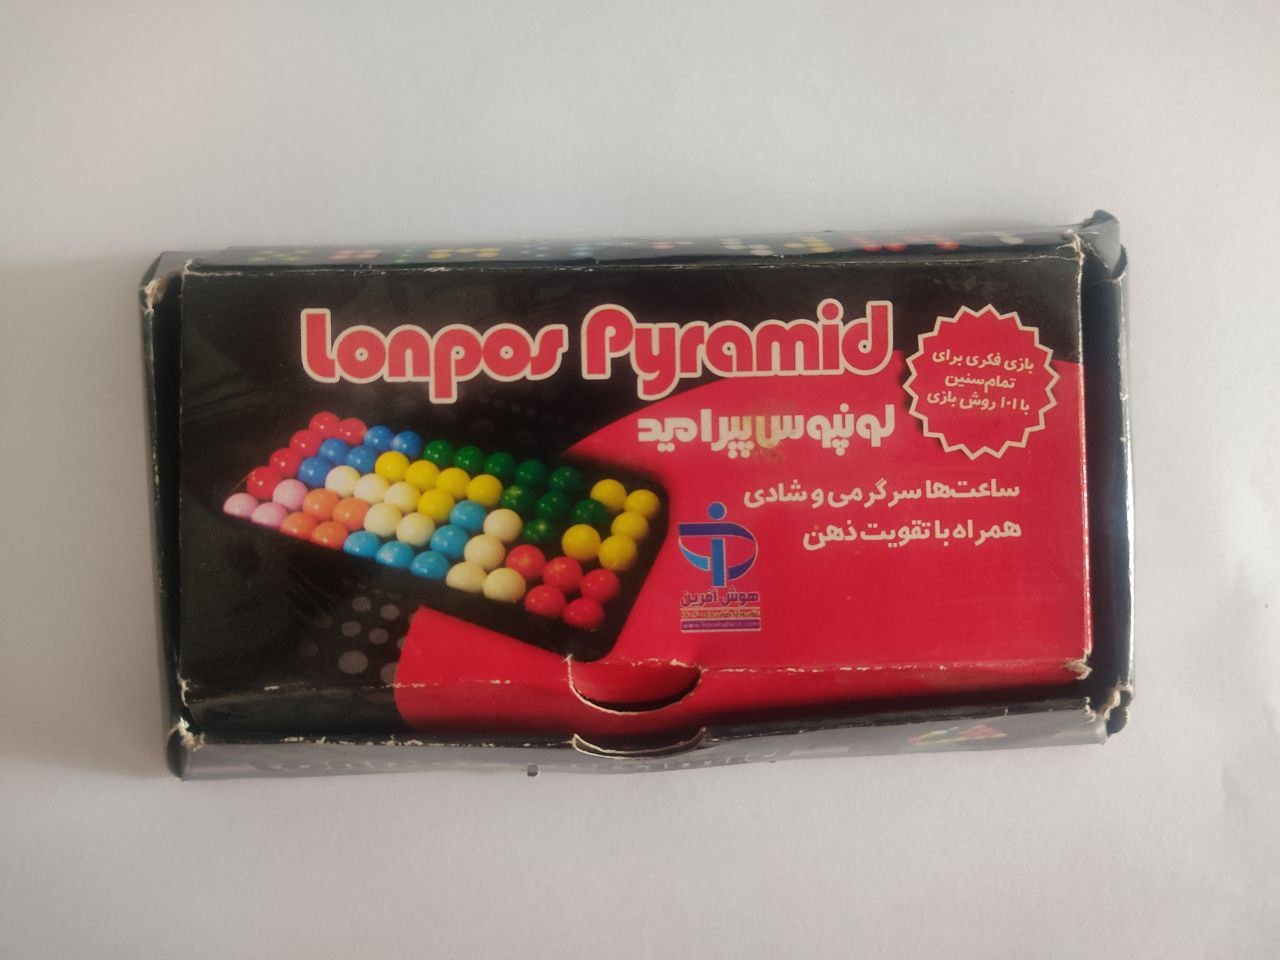 Lonpos Pyramid
بازی فکری برای
تمام سنین
با ۱۰۱ روش بازی
لونپوس پیرامید
ساعت‌ها سرگرمی و شادی
همراه با تقویت ذهن
هوش آفرین